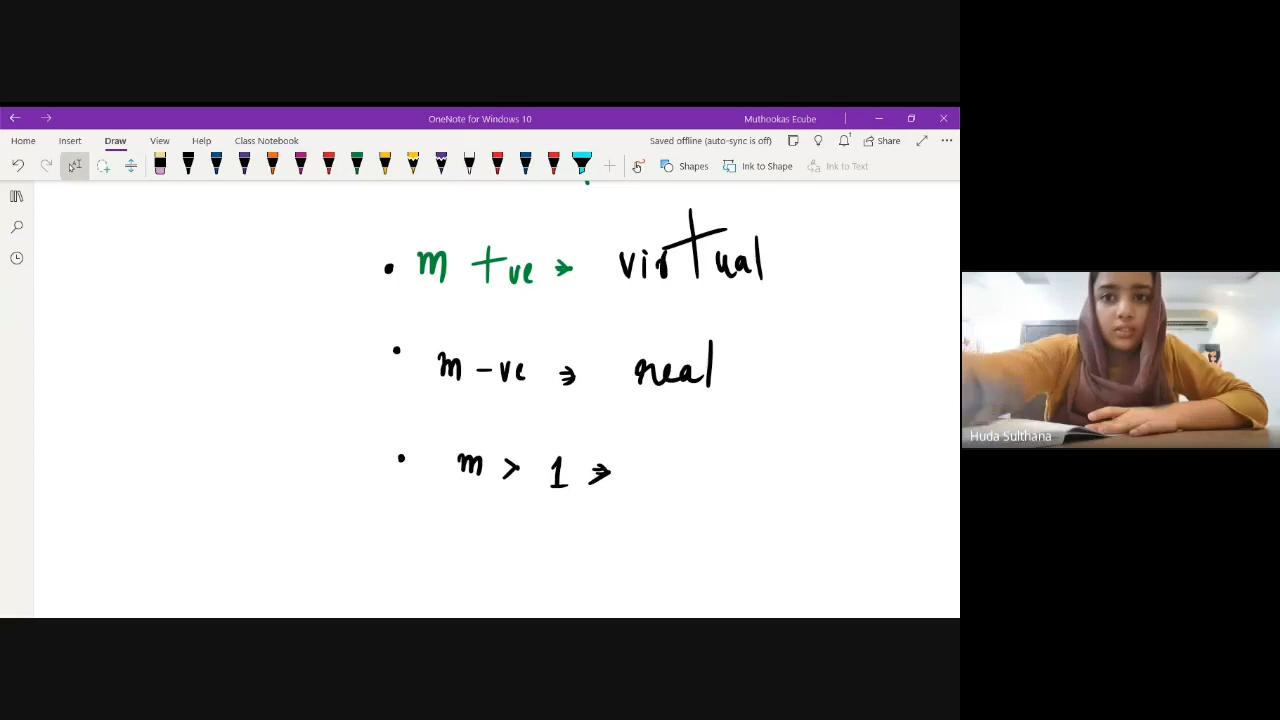 OneNote for Windows 10
Muthookas Ecube
Home Insert Draw View Help Class Notebook
Saved offline (auto-sync is off)
Share
Shapes
Ink to Shape
Ink to Text
• m +ve ⇒ virtual
• m -ve ⇒ real
• m > 1 ⇒
Huda Sulthana